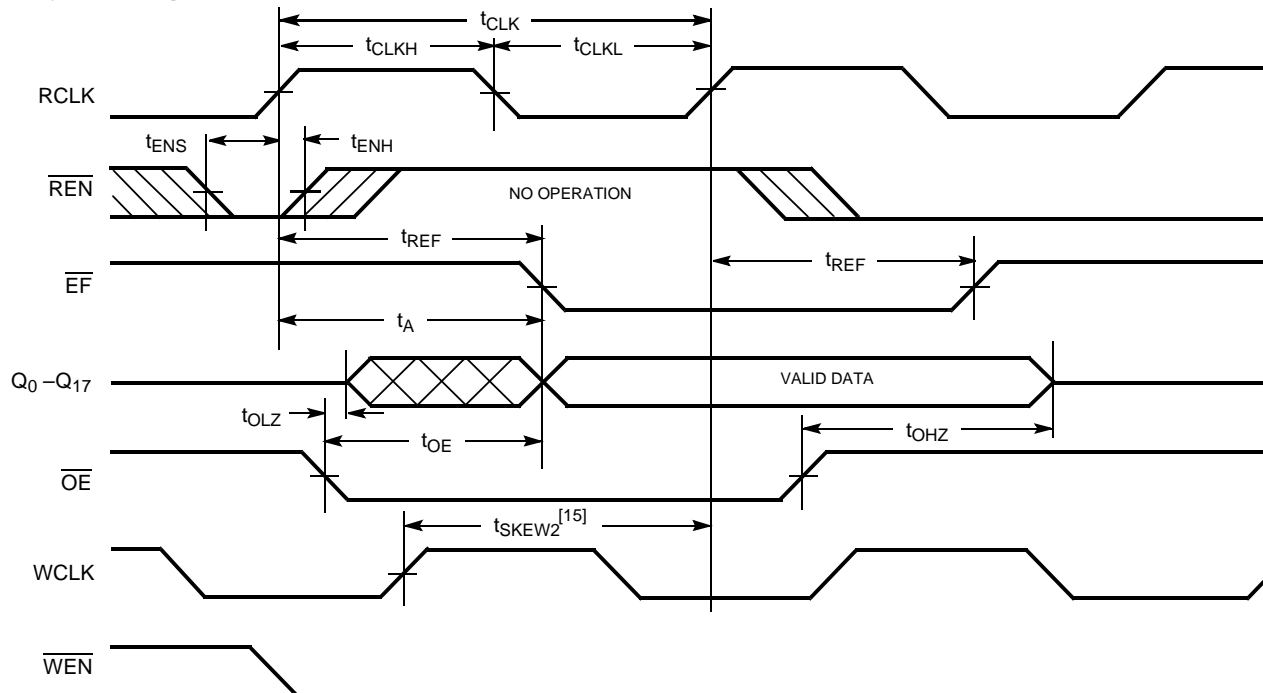 tCLK
tCLKH tCLKL
RCLK
tENS tENH
REN
NO OPERATION
tREF
tREF
EF
tA
Q0 –Q17
VALID DATA
tOLZ
tOE
tOHZ
OE
tSKEW2[15]
WCLK
WEN